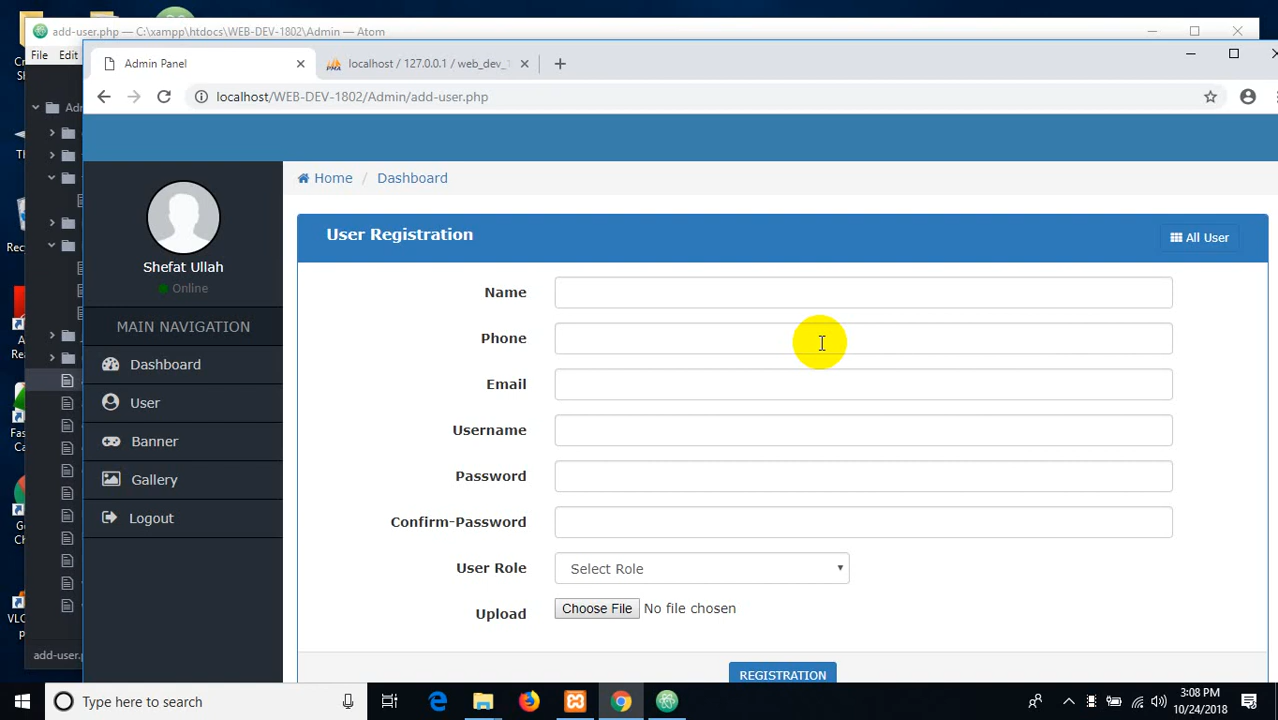 add-user.php — C:\xampp\htdocs\WEB-DEV-1802\Admin — Atom
File Edit
Admin Panel
localhost / 127.0.0.1 / web_dev_1
localhost/WEB-DEV-1802/Admin/add-user.php
Home / Dashboard
Shefat Ullah
Online
MAIN NAVIGATION
Dashboard
User
Banner
Gallery
Logout
User Registration
All User
Name
Phone
Email
Username
Password
Confirm-Password
User Role
Select Role
Upload
Choose File No file chosen
REGISTRATION
add-user.ph
Type here to search
3:08 PM
10/24/2018